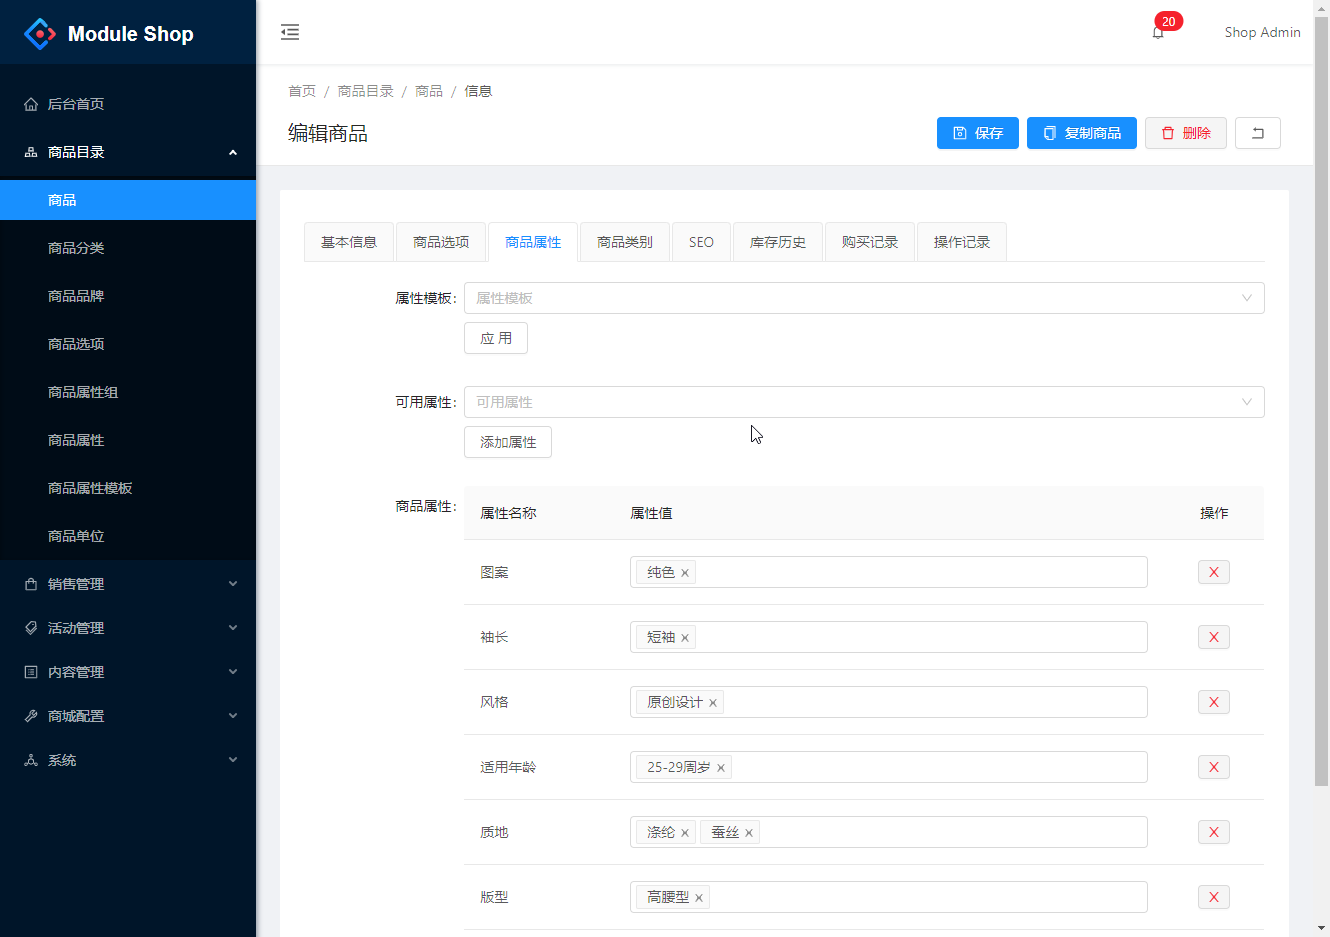 Module Shop
20
Shop Admin
后台首页
商品目录
商品
商品分类
商品品牌
商品选项
商品属性组
商品属性
商品属性模板
商品单位
销售管理
活动管理
内容管理
商城配置
系统
首页 / 商品目录 / 商品 / 信息
编辑商品
保存 复制商品 删除
基本信息 商品选项 商品属性 商品类别 SEO 库存历史 购买记录 操作记录
属性模板: 属性模板
应 用
可用属性: 可用属性
添加属性
商品属性: 属性名称 属性值 操作
图案 纯色
袖长 短袖
风格 原创设计
适用年龄 25-29周岁
质地 涤纶 蚕丝
版型 高腰型